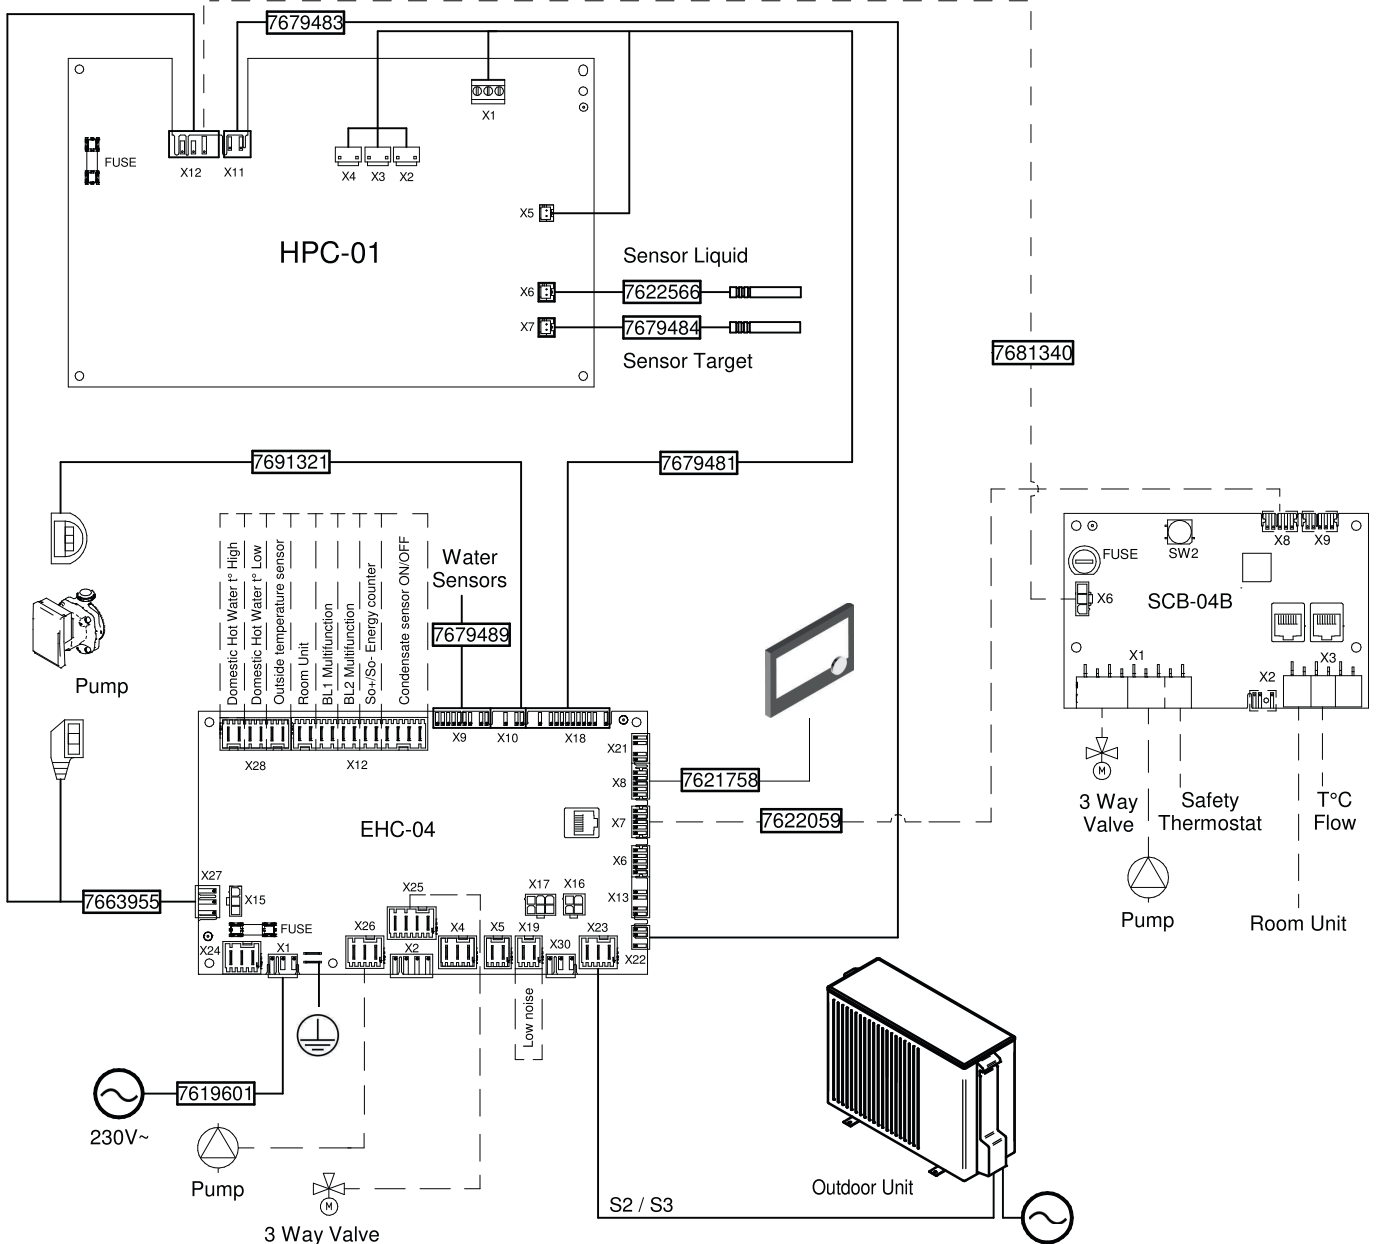 7679483
X1
FUSE
X12
X11
X4
X3
X2
X5
HPC-01
Sensor Liquid
X6
7622566
X7
7679484
Sensor Target
7681340
7691321
7679481
Domestic Hot Water t° High
Domestic Hot Water t° Low
Outside temperature sensor
Room Unit
BL1 Multifunction
BL2 Multifunction
So+/So- Energy counter
Condensate sensor ON/OFF
Water
Sensors
7679489
Pump
X8
X9
SW2
FUSE
X6
SCB-04B
X1
X2
X3
X9
X10
X18
X28
X12
X21
X8
7621758
X7
7622059
EHC-04
X6
M
3 Way
Valve
Safety
Thermostat
T°C
Flow
X27
7663955
X15
X25
X17
X16
X13
FUSE
X24
X1
X26
X2
X4
X5
X19
X30
X23
X22
Pump
Room Unit
Low noise
7619601
230V~
Pump
M
3 Way Valve
Outdoor Unit
S2 / S3